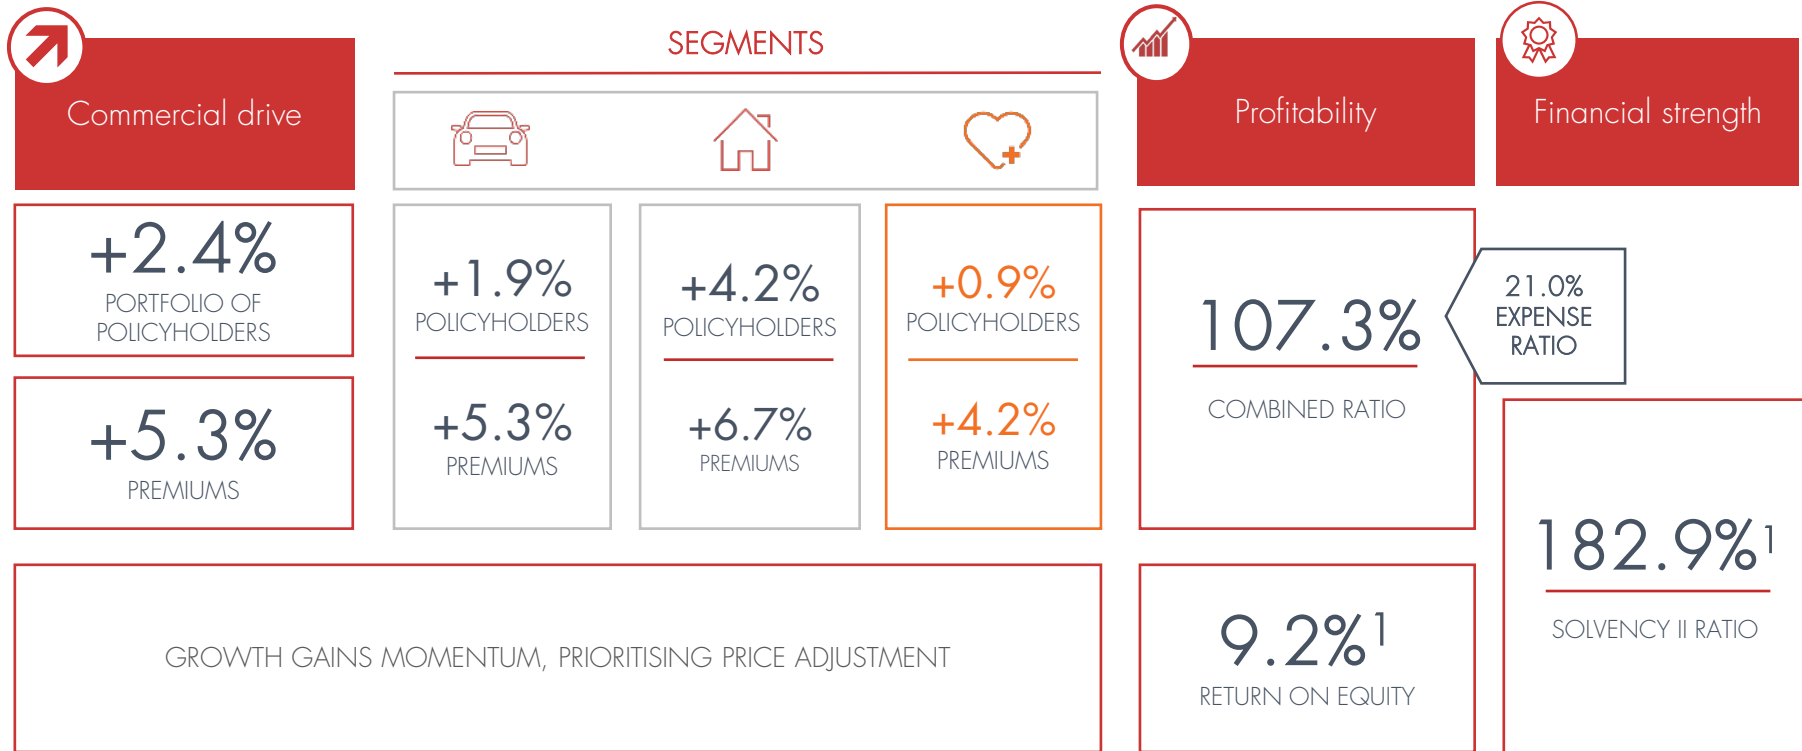 SEGMENTS
Commercial drive
Profitability
Financial strength
+2.4%
PORTFOLIO OF
POLICYHOLDERS
+5.3%
PREMIUMS
+1.9%
POLICYHOLDERS
+5.3%
PREMIUMS
+4.2%
POLICYHOLDERS
+6.7%
PREMIUMS
+0.9%
POLICYHOLDERS
+4.2%
PREMIUMS
107.3%
COMBINED RATIO
21.0%
EXPENSE
RATIO
182.9%1
SOLVENCY II RATIO
GROWTH GAINS MOMENTUM, PRIORITISING PRICE ADJUSTMENT
9.2%1
RETURN ON EQUITY